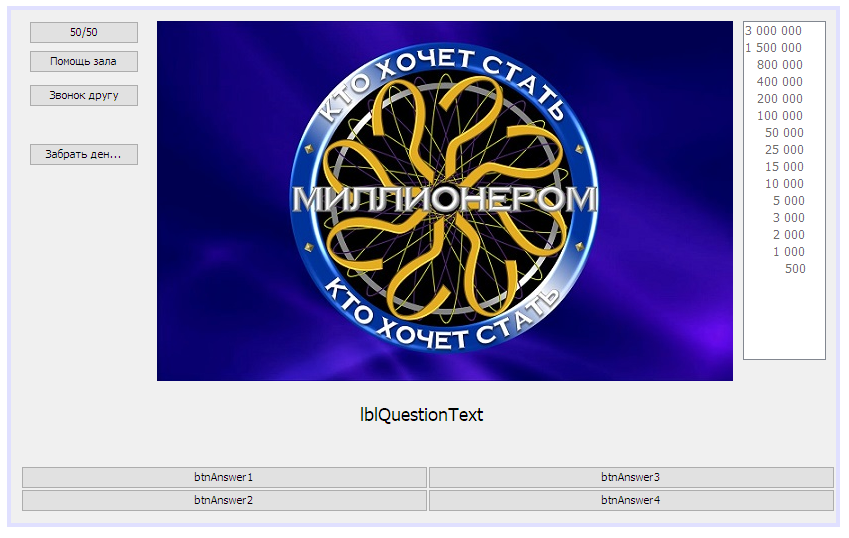 50/50
Помощь зала
Звонок другу
Забрать ден...
КТО ХОЧЕТ СТАТЬ
МИЛЛИОНЕРОМ
КТО ХОЧЕТ СТАТЬ
3 000 000
1 500 000
800 000
400 000
200 000
100 000
50 000
25 000
15 000
10 000
5 000
3 000
2 000
1 000
500
lblQuestionText
btnAnswer1
btnAnswer3
btnAnswer2
btnAnswer4